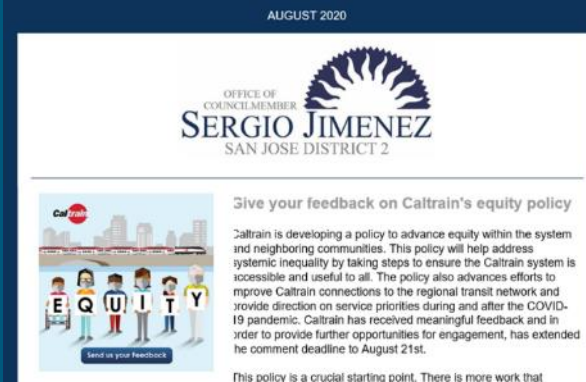 AUGUST 2020
OFFICE OF
COUNCILMEMBER
SERGIO JIMENEZ
SAN JOSE DISTRICT 2
Caltrain
EQUITY
Send us your Feedback
Give your feedback on Caltrain's equity policy
Caltrain is developing a policy to advance equity within the system
and neighboring communities. This policy will help address
systemic inequality by taking steps to ensure the Caltrain system is
accessible and useful to all. The policy also advances efforts to
improve Caltrain connections to the regional transit network and
provide direction on service priorities during and after the COVID-
19 pandemic. Caltrain has received meaningful feedback and in
order to provide further opportunities for engagement, has extended
the comment deadline to August 21st.
This policy is a crucial starting point. There is more work that